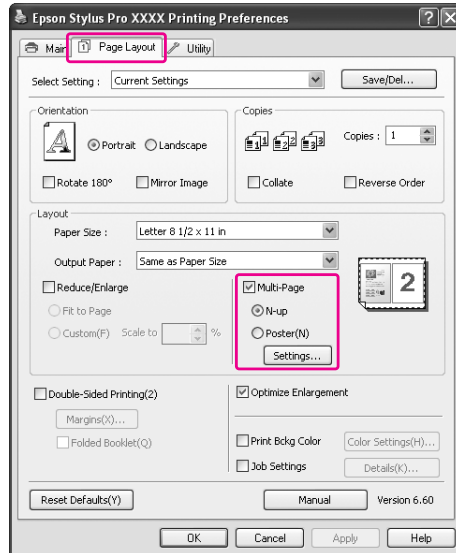 Epson Stylus Pro XXXX Printing Preferences
Main Page Layout Utility
Select Setting : Current Settings Save/Del...
Orientation Copies
Portrait Landscape Copies : 1
Rotate 180° Mirror Image Collate Reverse Order
Layout
Paper Size : Letter 8 1/2 x 11 in
Output Paper : Same as Paper Size
Reduce/Enlarge Multi-Page
Fit to Page N-up
Custom(F) Scale to % Poster(N)
Settings...
Double-Sided Printing(2) Optimize Enlargement
Margins(X)...
Folded Booklet(Q) Print Bckg Color Color Settings(H)...
Job Settings Details(K)...
Reset Defaults(Y) Manual Version 6.60
OK Cancel Apply Help